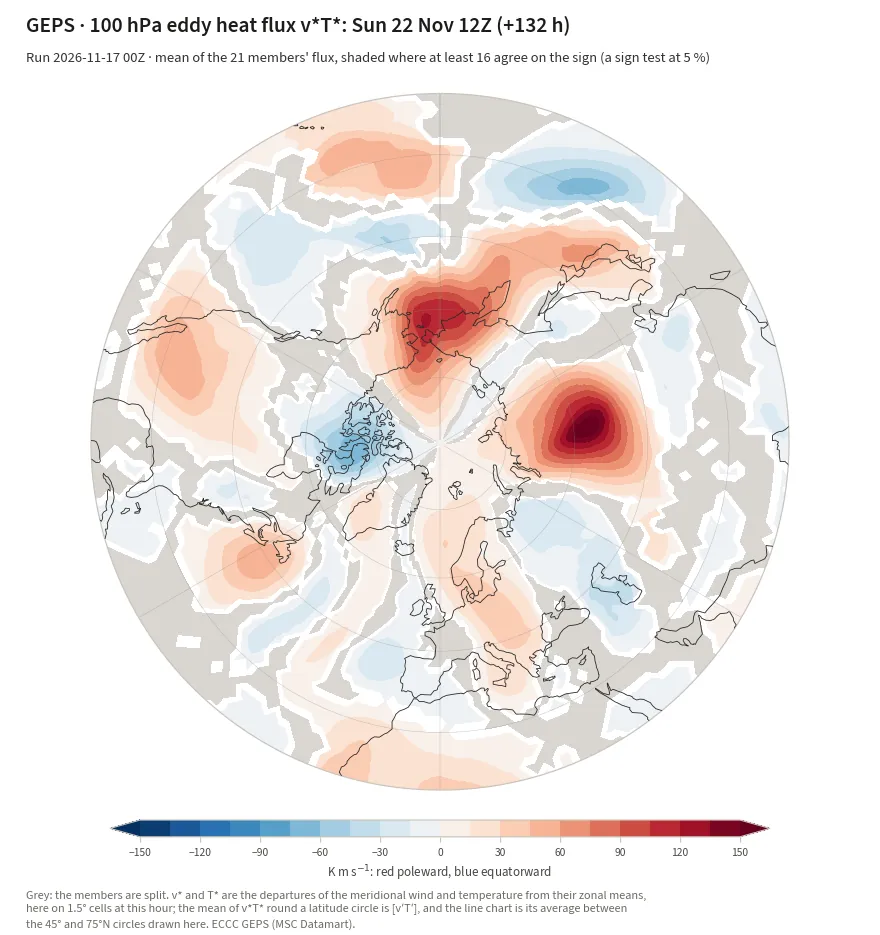 GEPS · 100 hPa eddy heat flux v*T*: Sun 22 Nov 12Z (+132 h)
Run 2026-11-17 00Z · mean of the 21 members' flux, shaded where at least 16 agree on the sign (a sign test at 5 %)
−150 −120 −90 −60 −30 0 30 60 90 120 150
K m s⁻¹: red poleward, blue equatorward
Grey: the members are split. v* and T* are the departures of the meridional wind and temperature from their zonal means,
here on 1.5° cells at this hour; the mean of v*T* round a latitude circle is [v'T'], and the line chart is its average between
the 45° and 75°N circles drawn here. ECCC GEPS (MSC Datamart).